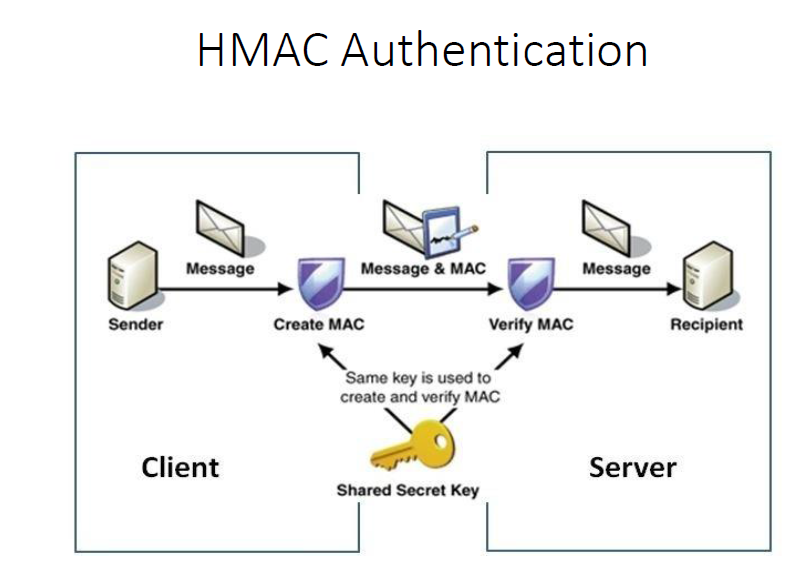 HMAC Authentication
Message
Message & MAC
Message
Sender
Create MAC
Verify MAC
Recipient
Same key is used to
create and verify MAC
Client
Server
Shared Secret Key